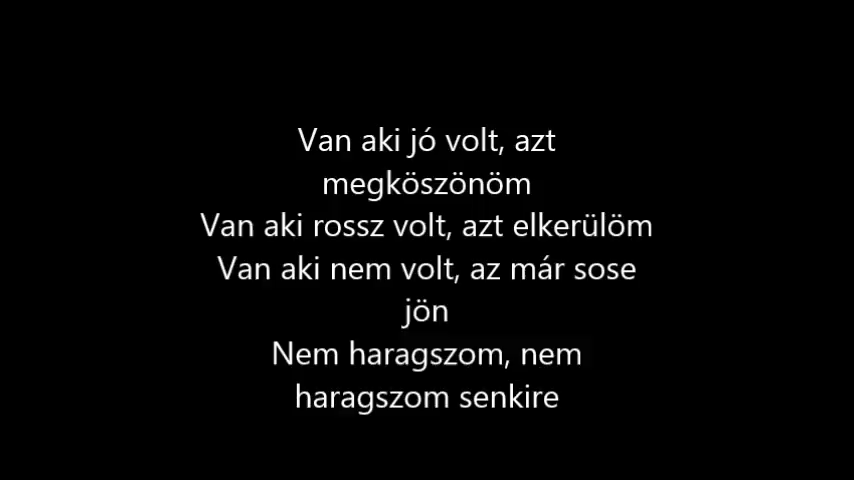 Van aki jó volt, azt
megköszönöm
Van aki rossz volt, azt elkerülöm
Van aki nem volt, az már sose
jön
Nem haragszom, nem
haragszom senkire